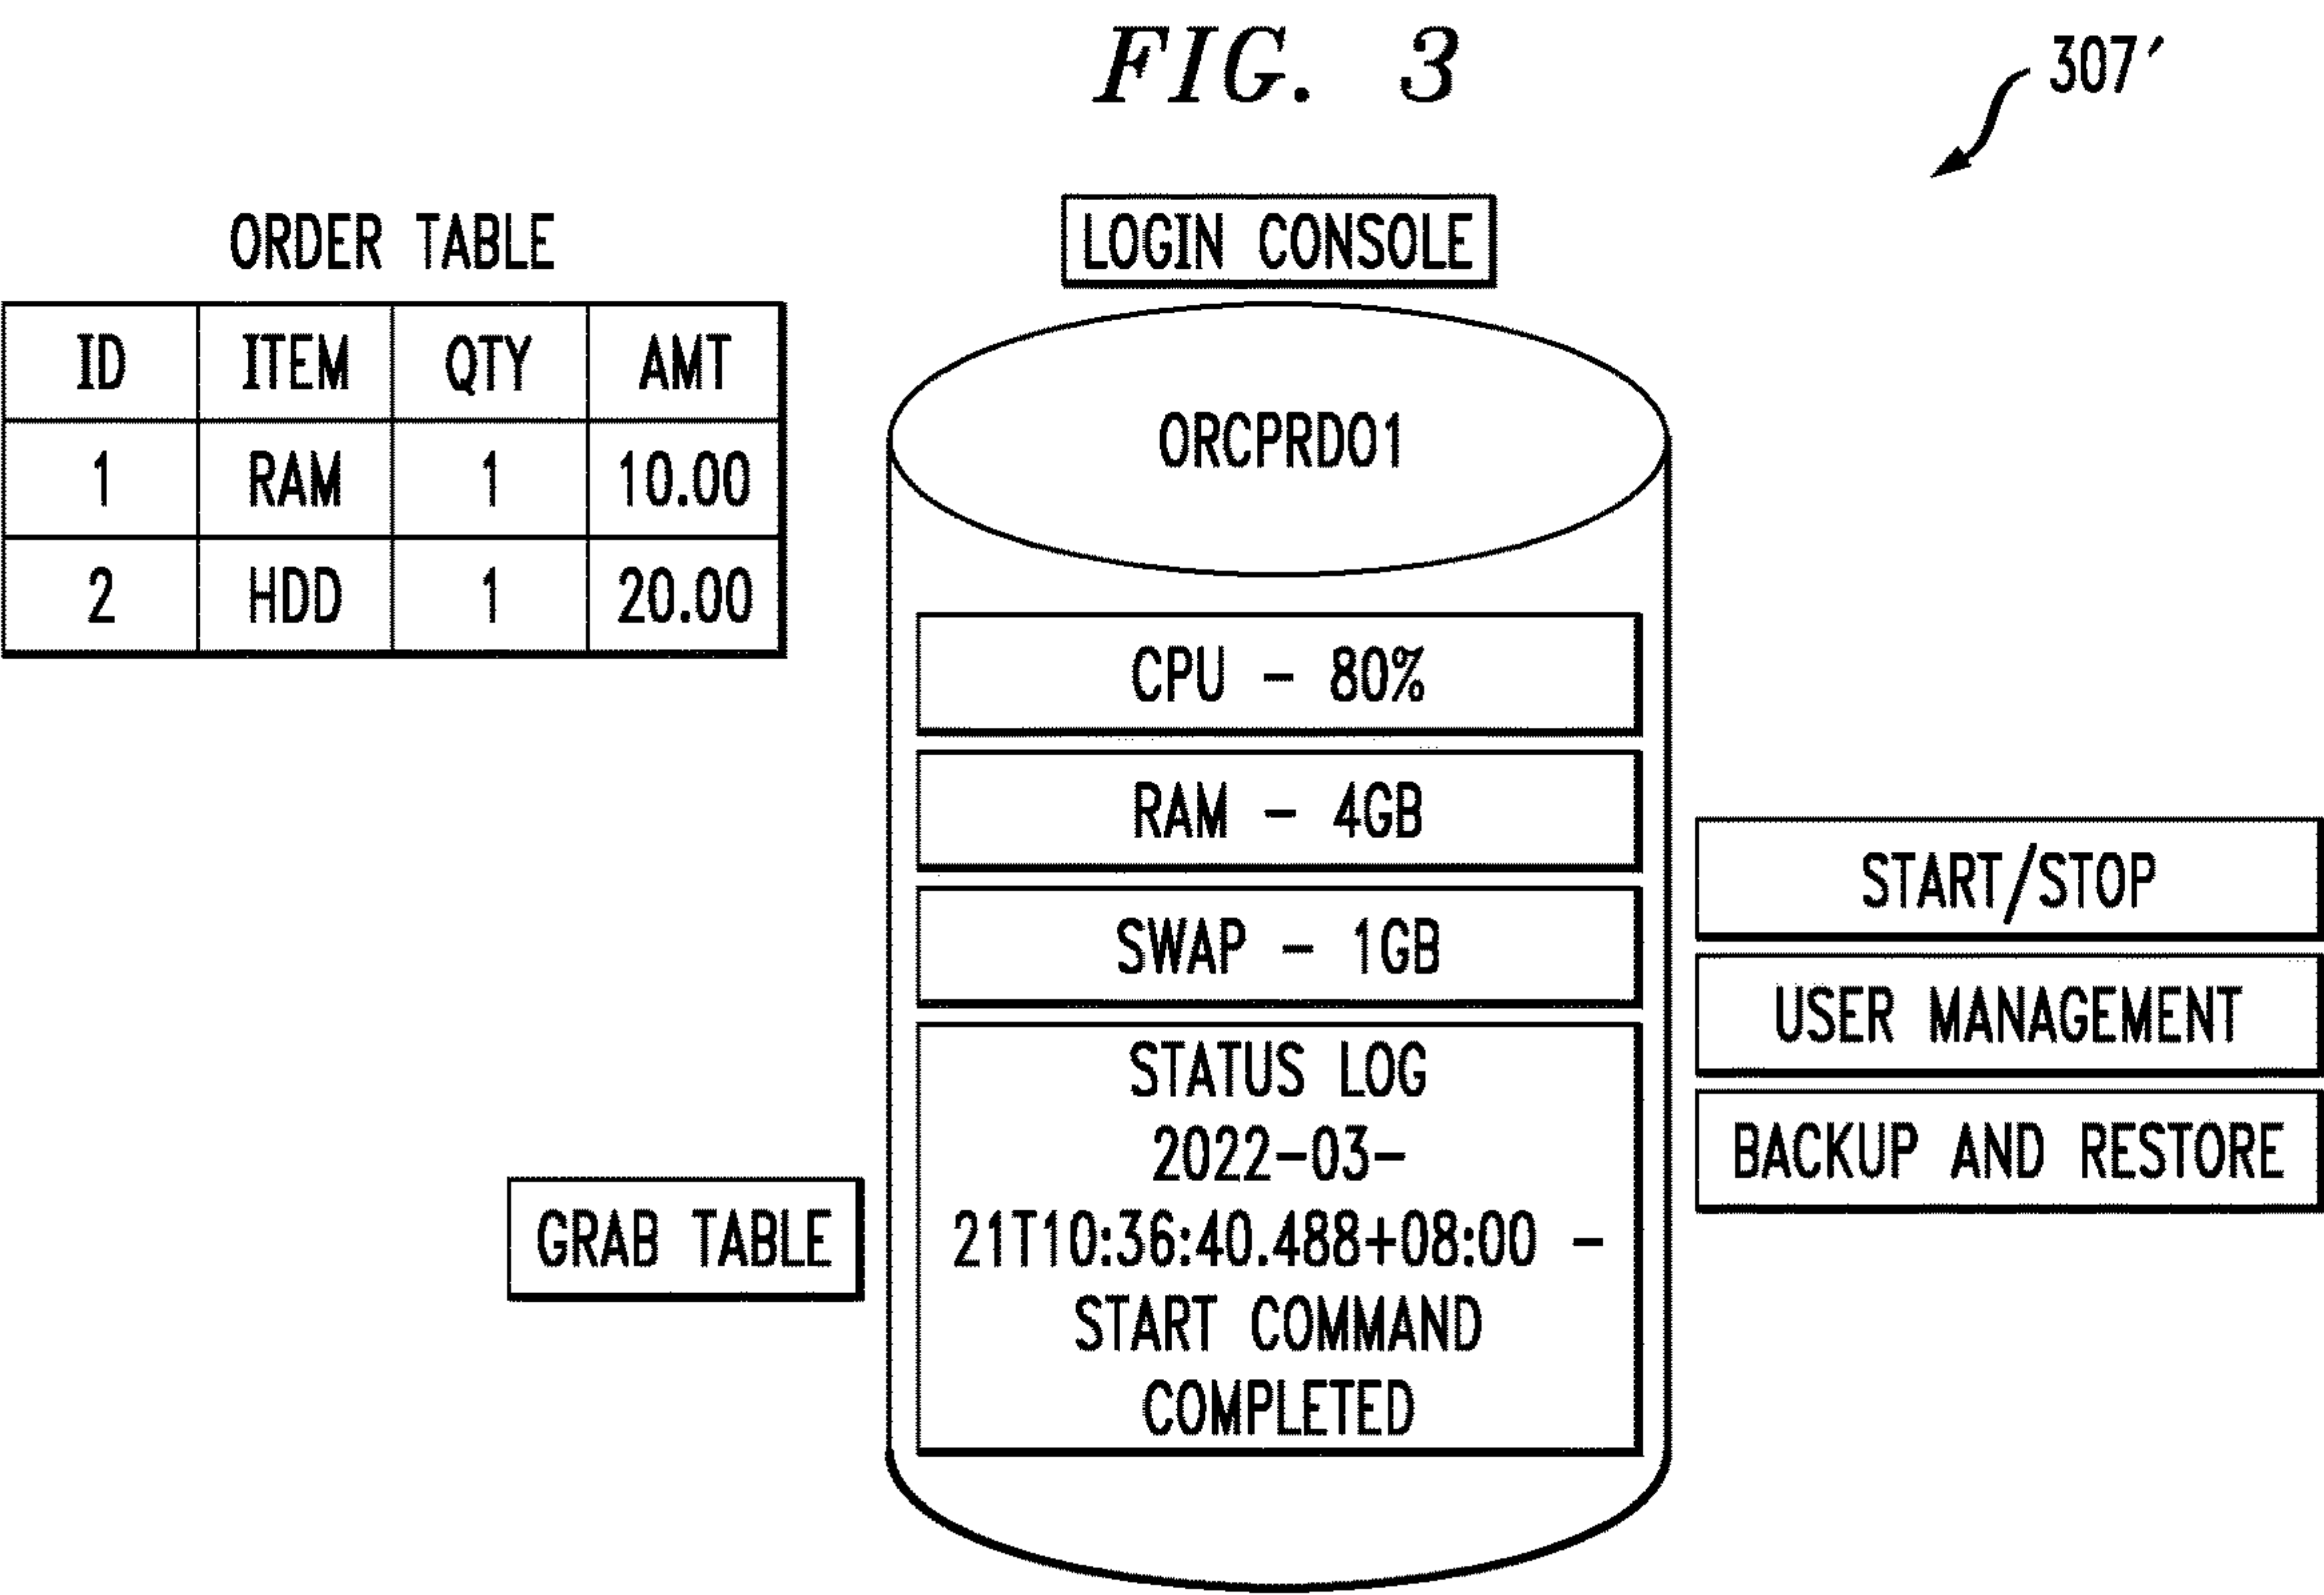 FIG. 3
307'
ORDER TABLE
ID ITEM QTY AMT
1 RAM 1 10.00
2 HDD 1 20.00
LOGIN CONSOLE
ORCPRD01
CPU - 80%
RAM - 4GB
SWAP - 1GB
STATUS LOG
2022-03-
21T10:36:40.488+08:00 -
START COMMAND
COMPLETED
GRAB TABLE
START/STOP
USER MANAGEMENT
BACKUP AND RESTORE